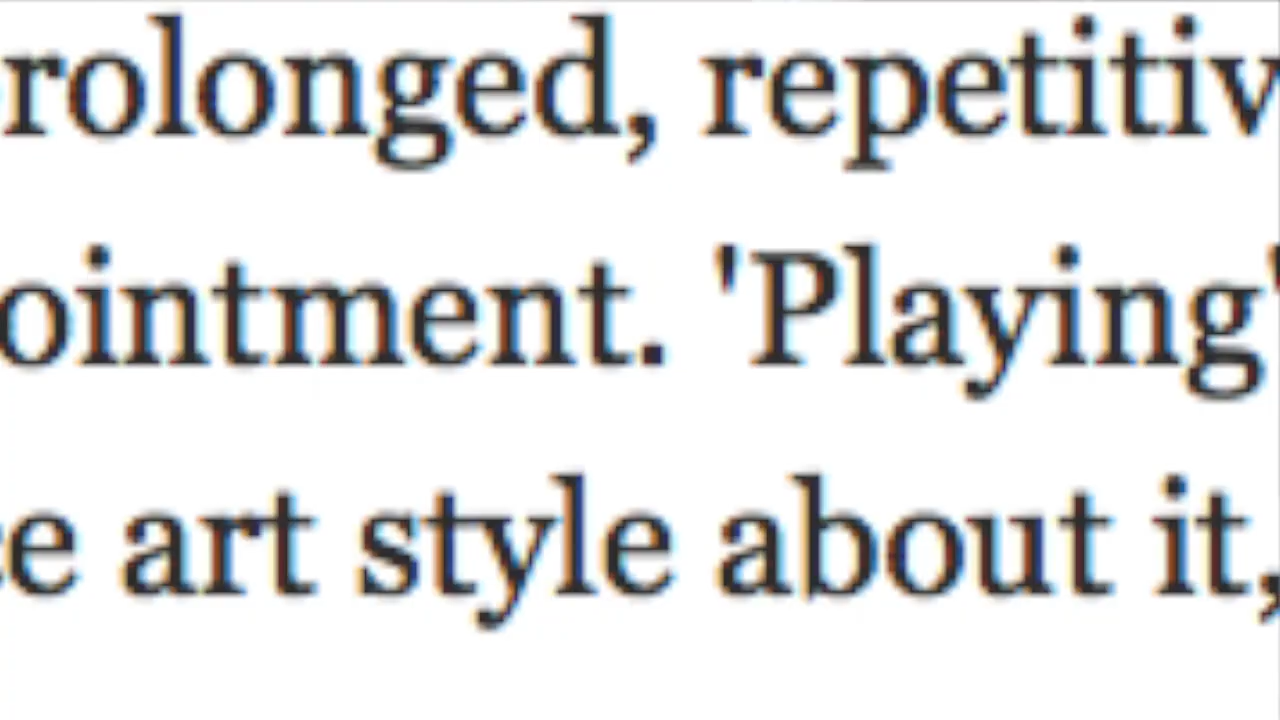 rolonged, repetitiv
ointment. 'Playing'
e art style about it,